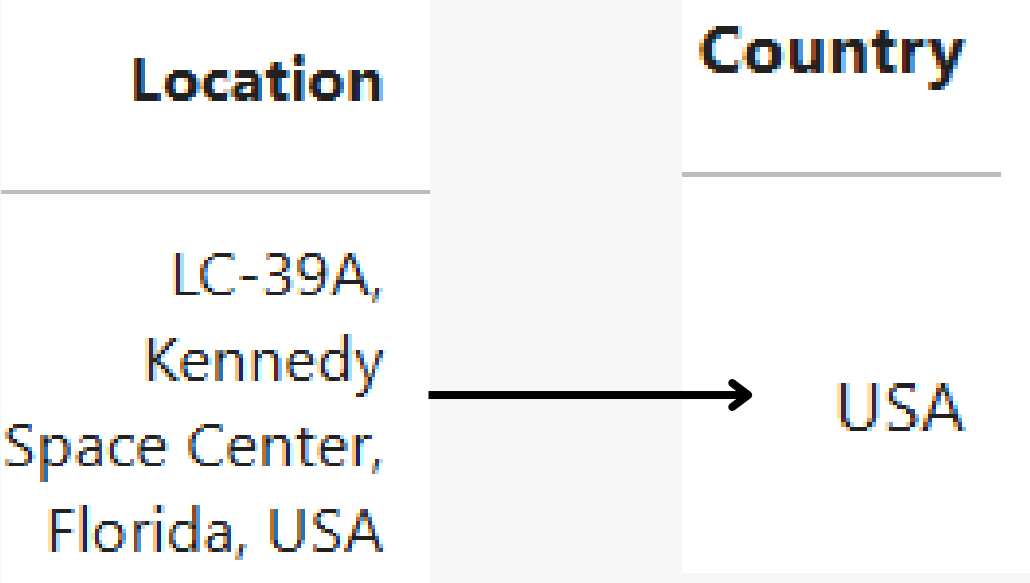 Location
LC-39A,
Kennedy
Space Center,
Florida, USA
Country
USA